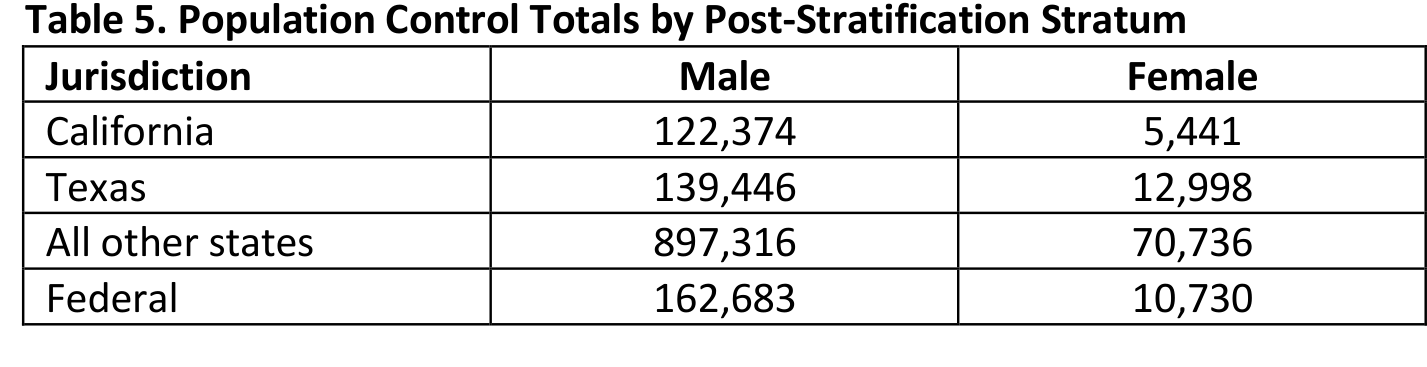 Table 5. Population Control Totals by Post-Stratification Stratum
Jurisdiction Male Female
California 122,374 5,441
Texas 139,446 12,998
All other states 897,316 70,736
Federal 162,683 10,730